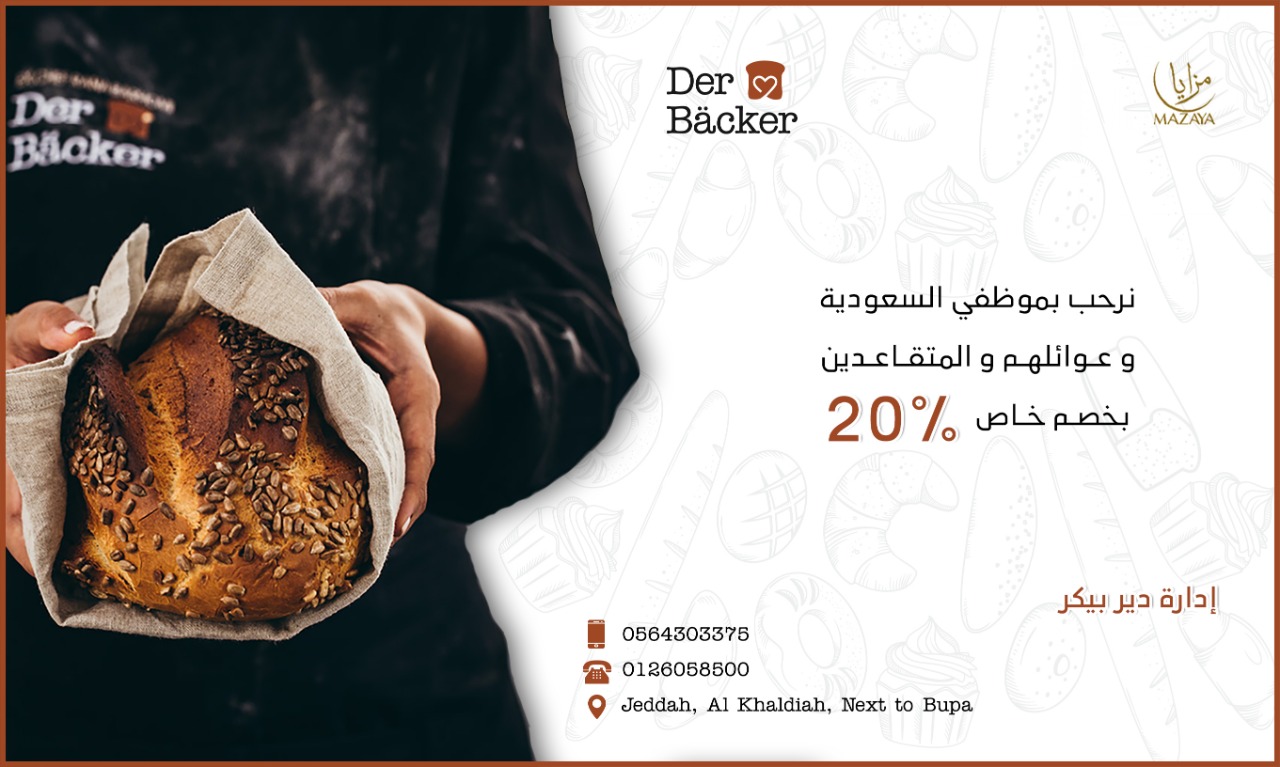 Der
Bäcker
Der
Bäcker
مزايا
MAZAYA
نرحب بموظفي السعودية
و عوائلهم و المتقاعدين
بخصم خاص 20%
إدارة دير بيكر
0564303375
0126058500
Jeddah, Al Khaldiah, Next to Bupa